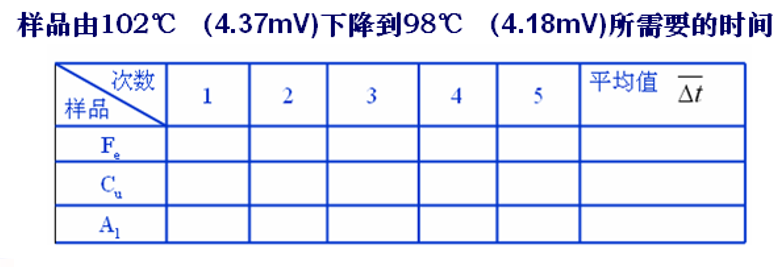 样品由102℃ (4.37mV)下降到98℃ (4.18mV)所需要的时间
次数
样品
1 2 3 4 5 平均值 Δt̅
Fe
Cu
Al